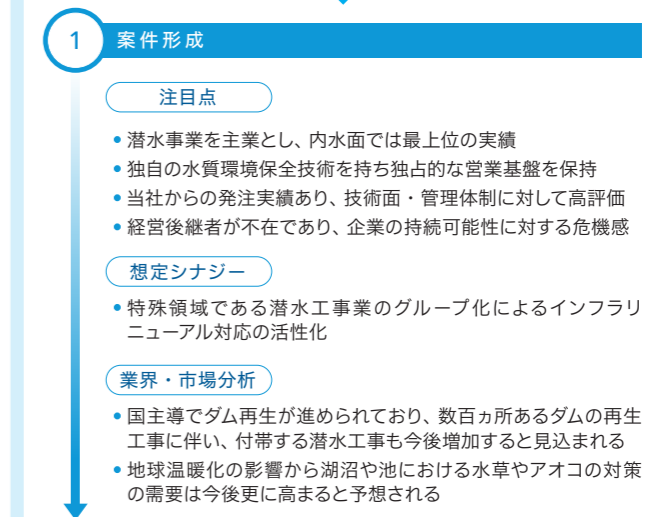 1
案件形成
注目点
• 潜水事業を主業とし、内水面では最上位の実績
• 独自の水質環境保全技術を持ち独占的な営業基盤を保持
• 当社からの発注実績あり、技術面・管理体制に対して高評価
• 経営後継者が不在であり、企業の持続可能性に対する危機感
想定シナジー
• 特殊領域である潜水工事業のグループ化によるインフラリ
ニューアル対応の活性化
業界・市場分析
• 国主導でダム再生が進められており、数百ヵ所あるダムの再生
工事に伴い、付帯する潜水工事も今後増加すると見込まれる
• 地球温暖化の影響から湖沼や池における水草やアオコの対策
の需要は今後更に高まると予想される